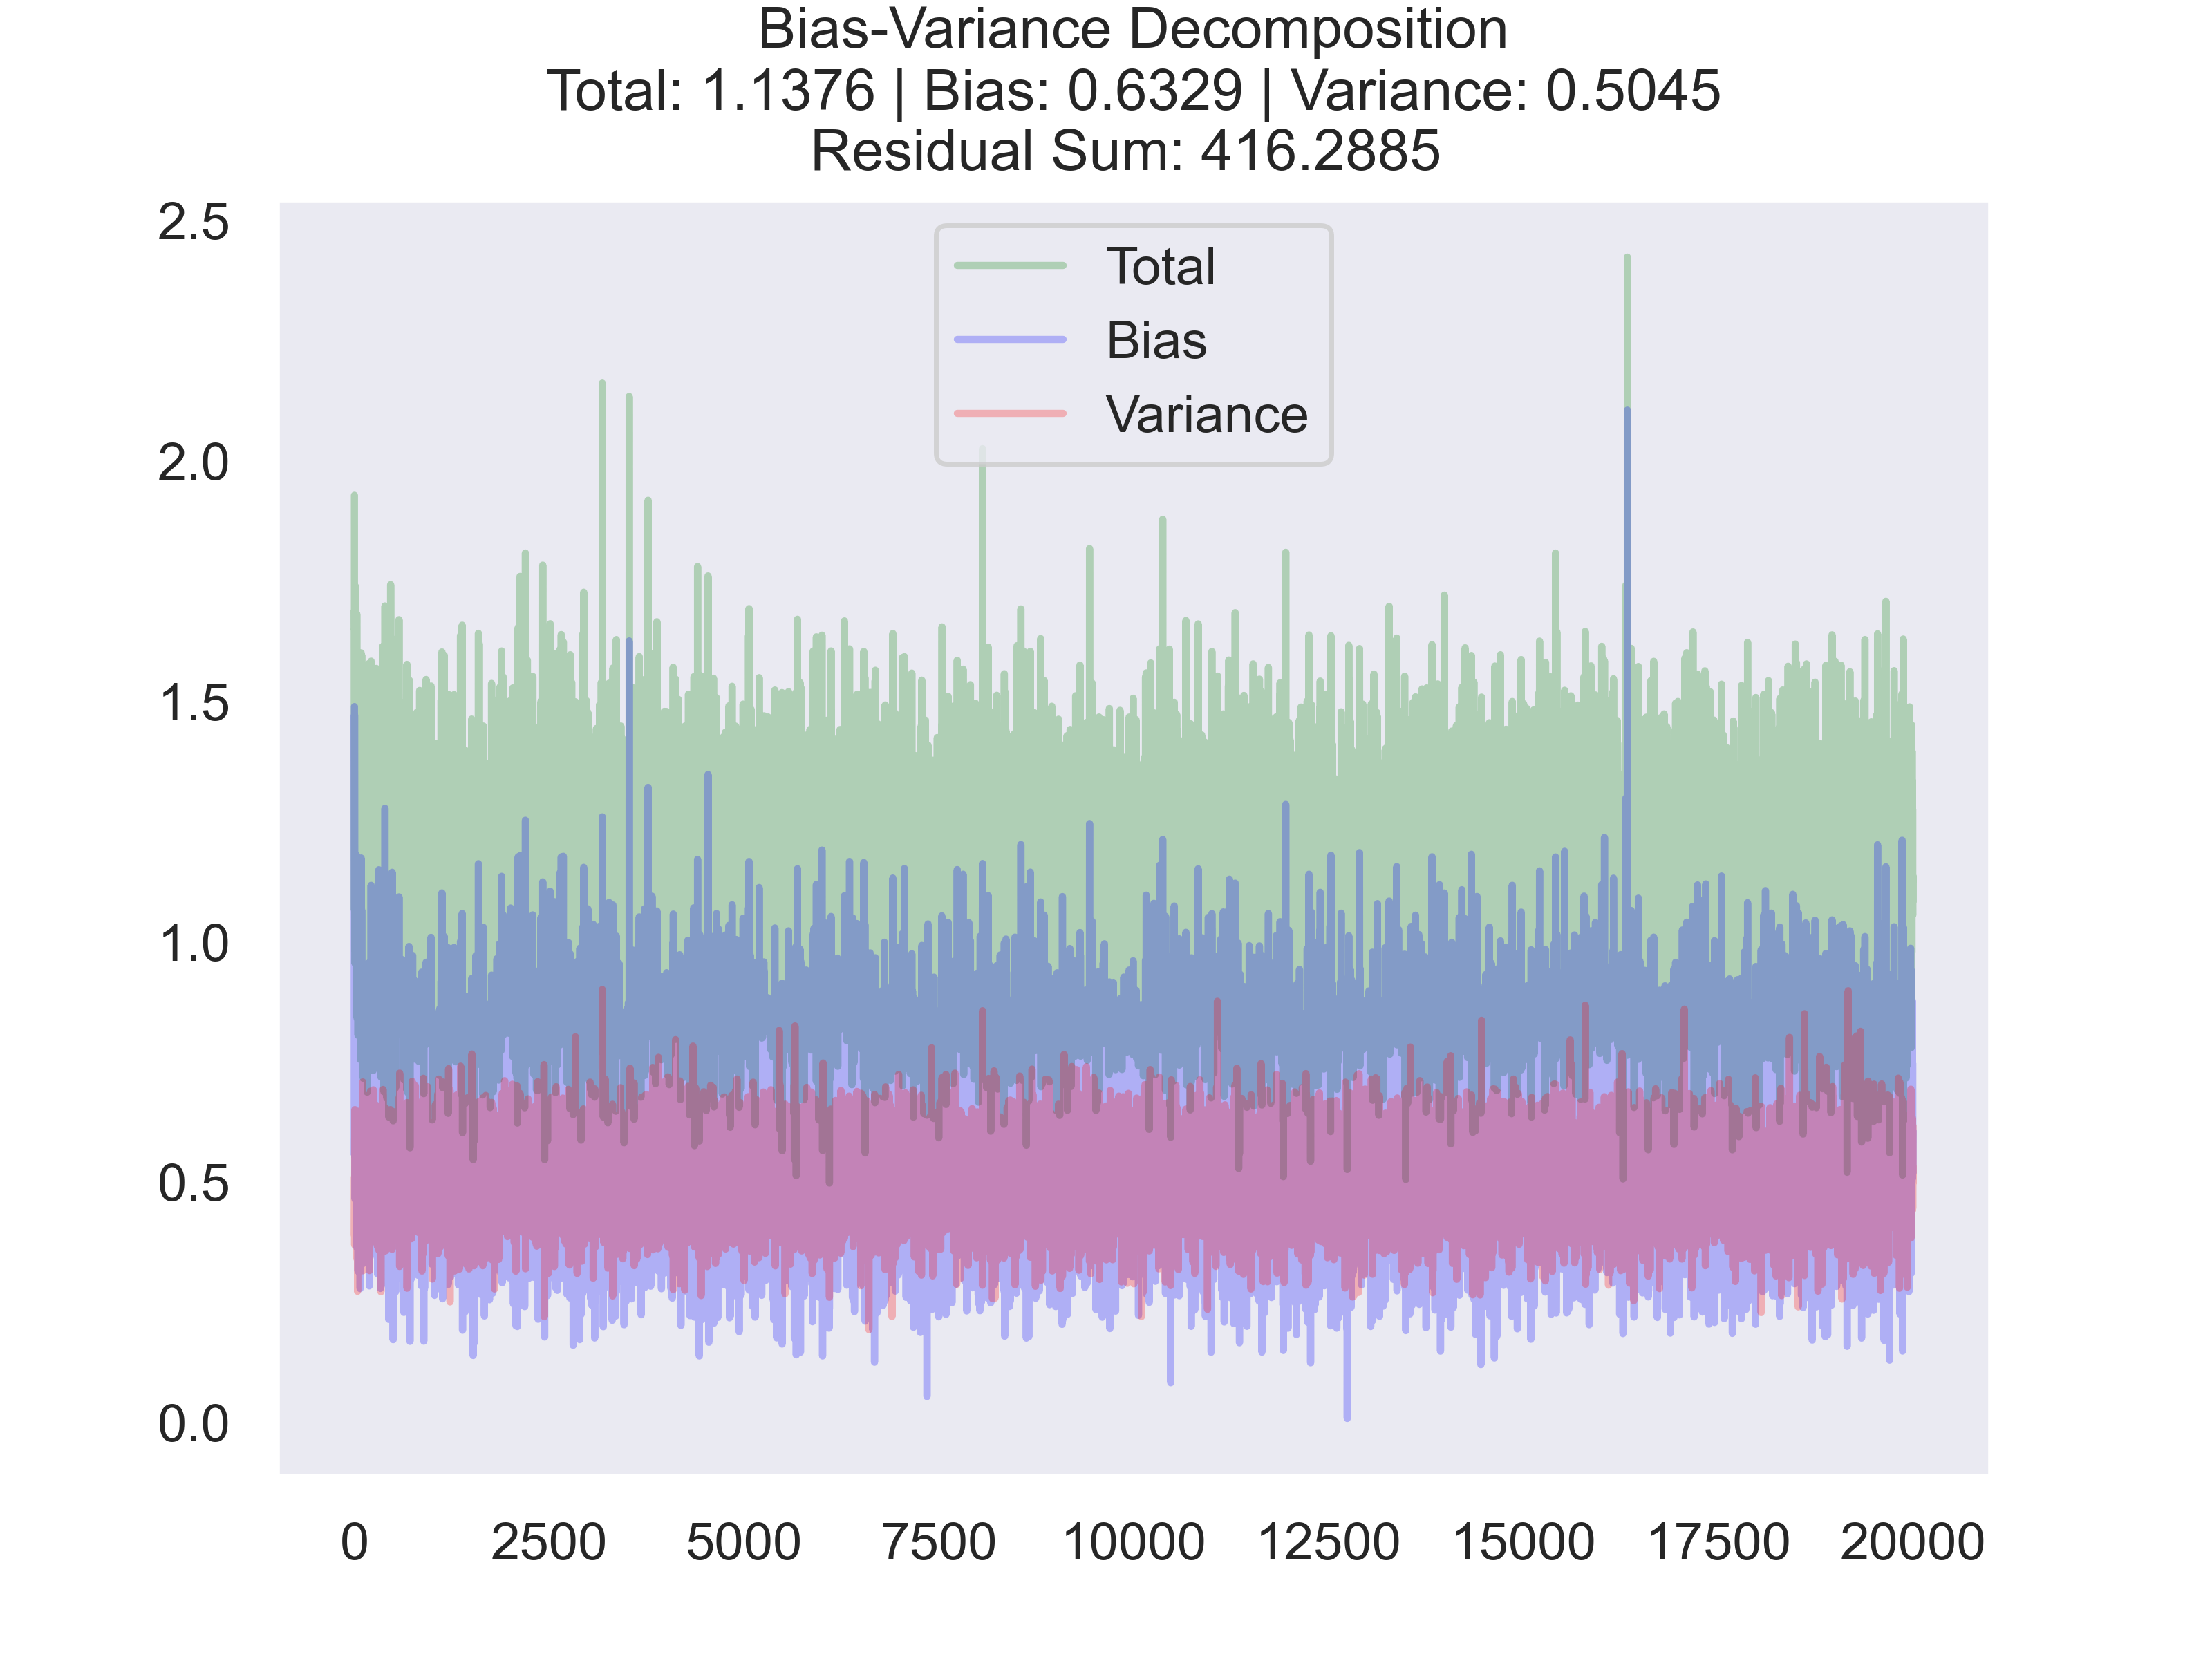 Bias-Variance Decomposition
Total: 1.1376 | Bias: 0.6329 | Variance: 0.5045
Residual Sum: 416.2885
2.5
2.0
1.5
1.0
0.5
0.0
Total
Bias
Variance
0 2500 5000 7500 10000 12500 15000 17500 20000